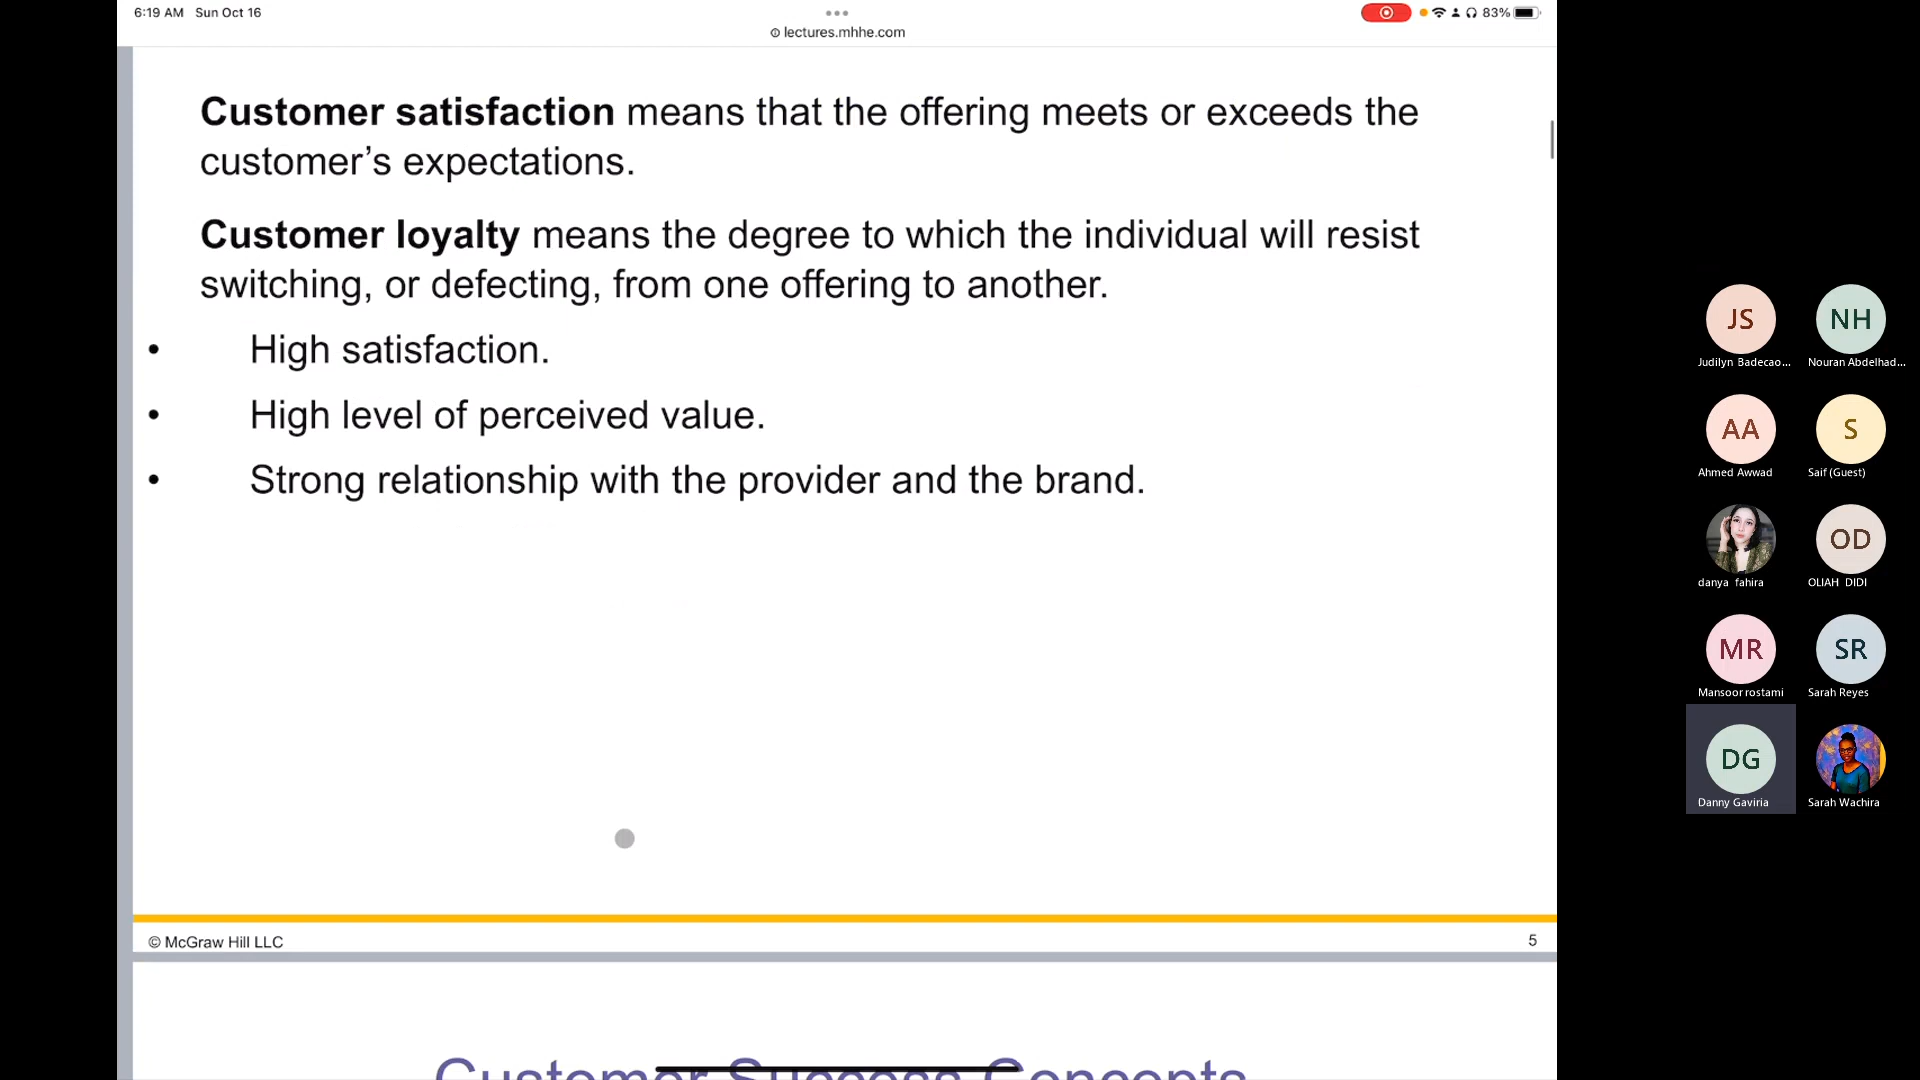 6:19 AM Sun Oct 16
83%
lectures.mhhe.com
Customer satisfaction means that the offering meets or exceeds the
customer’s expectations.
Customer loyalty means the degree to which the individual will resist
switching, or defecting, from one offering to another.
• High satisfaction.
• High level of perceived value.
• Strong relationship with the provider and the brand.
© McGraw Hill LLC
5
Customer Success Concepts
JS
NH
Judilyn Badecao...
Nouran Abdelhad...
AA
S
Ahmed Awwad
Saif (Guest)
OD
danya fahira
OLIAH DIDI
MR
SR
Mansoor rostami
Sarah Reyes
DG
Danny Gaviria
Sarah Wachira